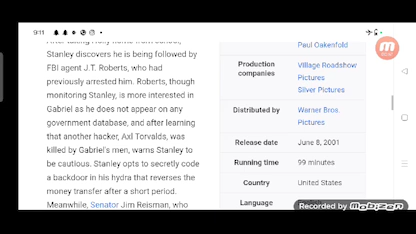 9:11
After taking Holly home from school,
Stanley discovers he is being followed by
FBI agent J.T. Roberts, who had
previously arrested him. Roberts, though
monitoring Stanley, is more interested in
Gabriel as he does not appear on any
government database, and after learning
that another hacker, Axl Torvalds, was
killed by Gabriel's men, warns Stanley to
be cautious. Stanley opts to secretly code
a backdoor in his hydra that reverses the
money transfer after a short period.
Meanwhile, Senator Jim Reisman, who
Paul Oakenfold
Production
companies
Village Roadshow
Pictures
Silver Pictures
Distributed by
Warner Bros.
Pictures
Release date
June 8, 2001
Running time
99 minutes
Country
United States
Language
Recorded by Mobizen